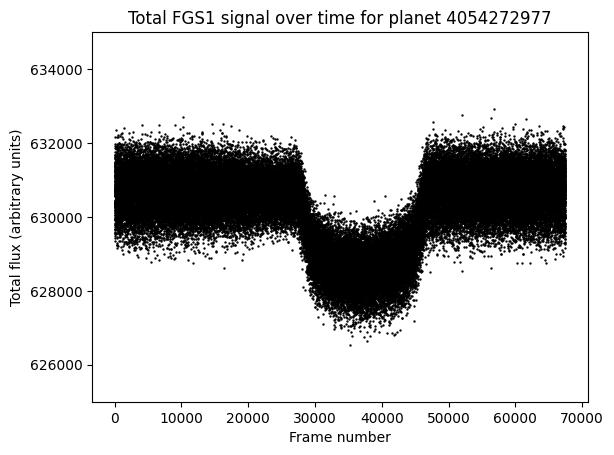 Total FGS1 signal over time for planet 4054272977
Total flux (arbitrary units)
634000
632000
630000
628000
626000
0 10000 20000 30000 40000 50000 60000 70000
Frame number